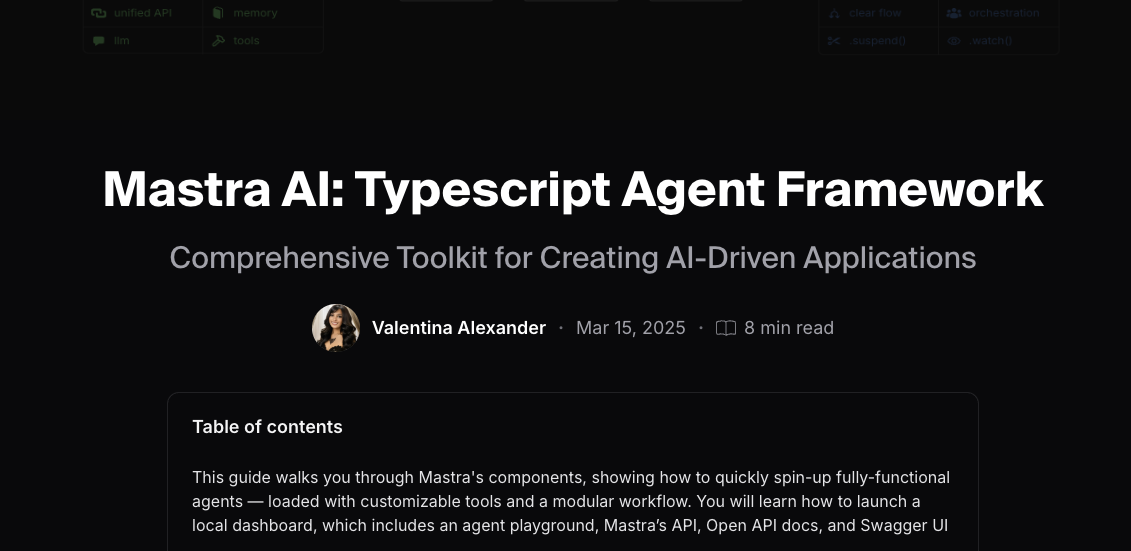 unified API memory clear flow orchestration
llm tools .suspend() .watch()
Mastra AI: Typescript Agent Framework
Comprehensive Toolkit for Creating AI-Driven Applications
Valentina Alexander · Mar 15, 2025 · 8 min read
Table of contents
This guide walks you through Mastra's components, showing how to quickly spin-up fully-functional
agents — loaded with customizable tools and a modular workflow. You will learn how to launch a
local dashboard, which includes an agent playground, Mastra’s API, Open API docs, and Swagger UI